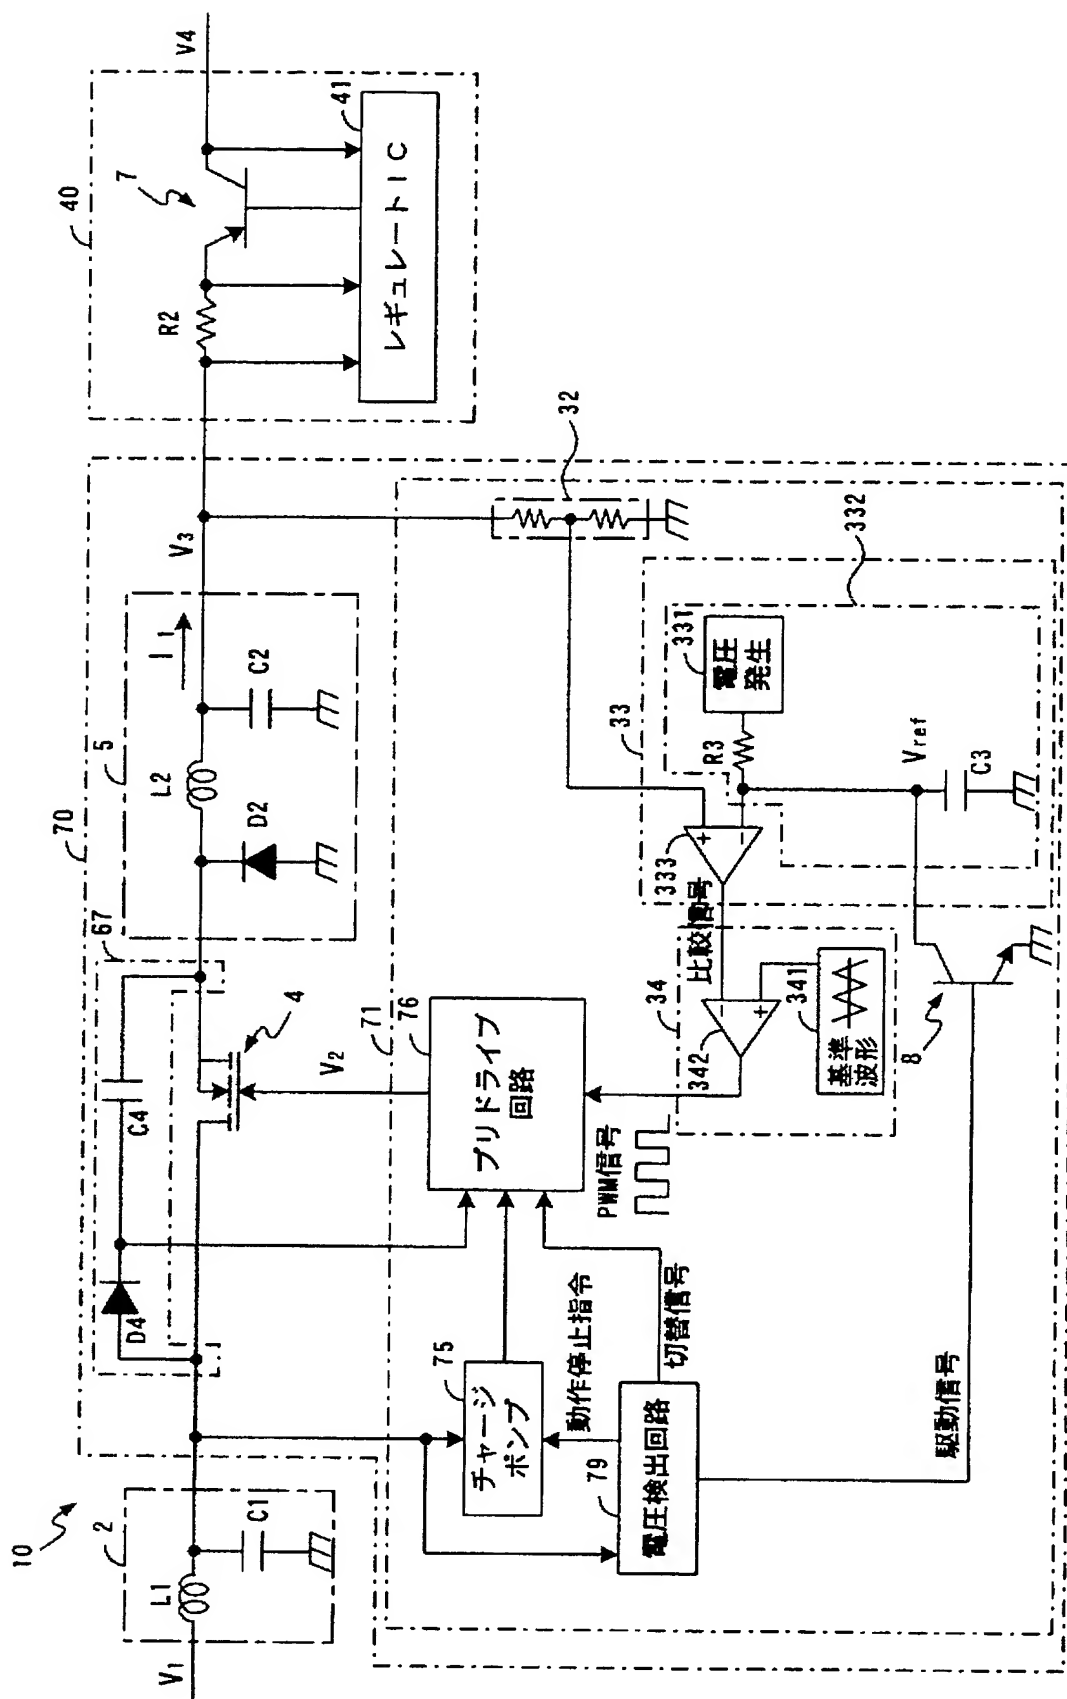 10
V1
2
L1
C1
70
D4
C4
67
4
V2
5
L2
D2
C2
I1
V3
40
R2
7
V4
41
レギュレートIC
71
75
チャージ
ポンプ
76
プリドライブ
回路
79
電圧検出回路
動作停止指令
切替信号
駆動信号
PWM信号
34
342
341
基準
波形
比較信号
333
33
R3
331
電圧
発生
332
32
Vref
C3
8
+
−
−
+